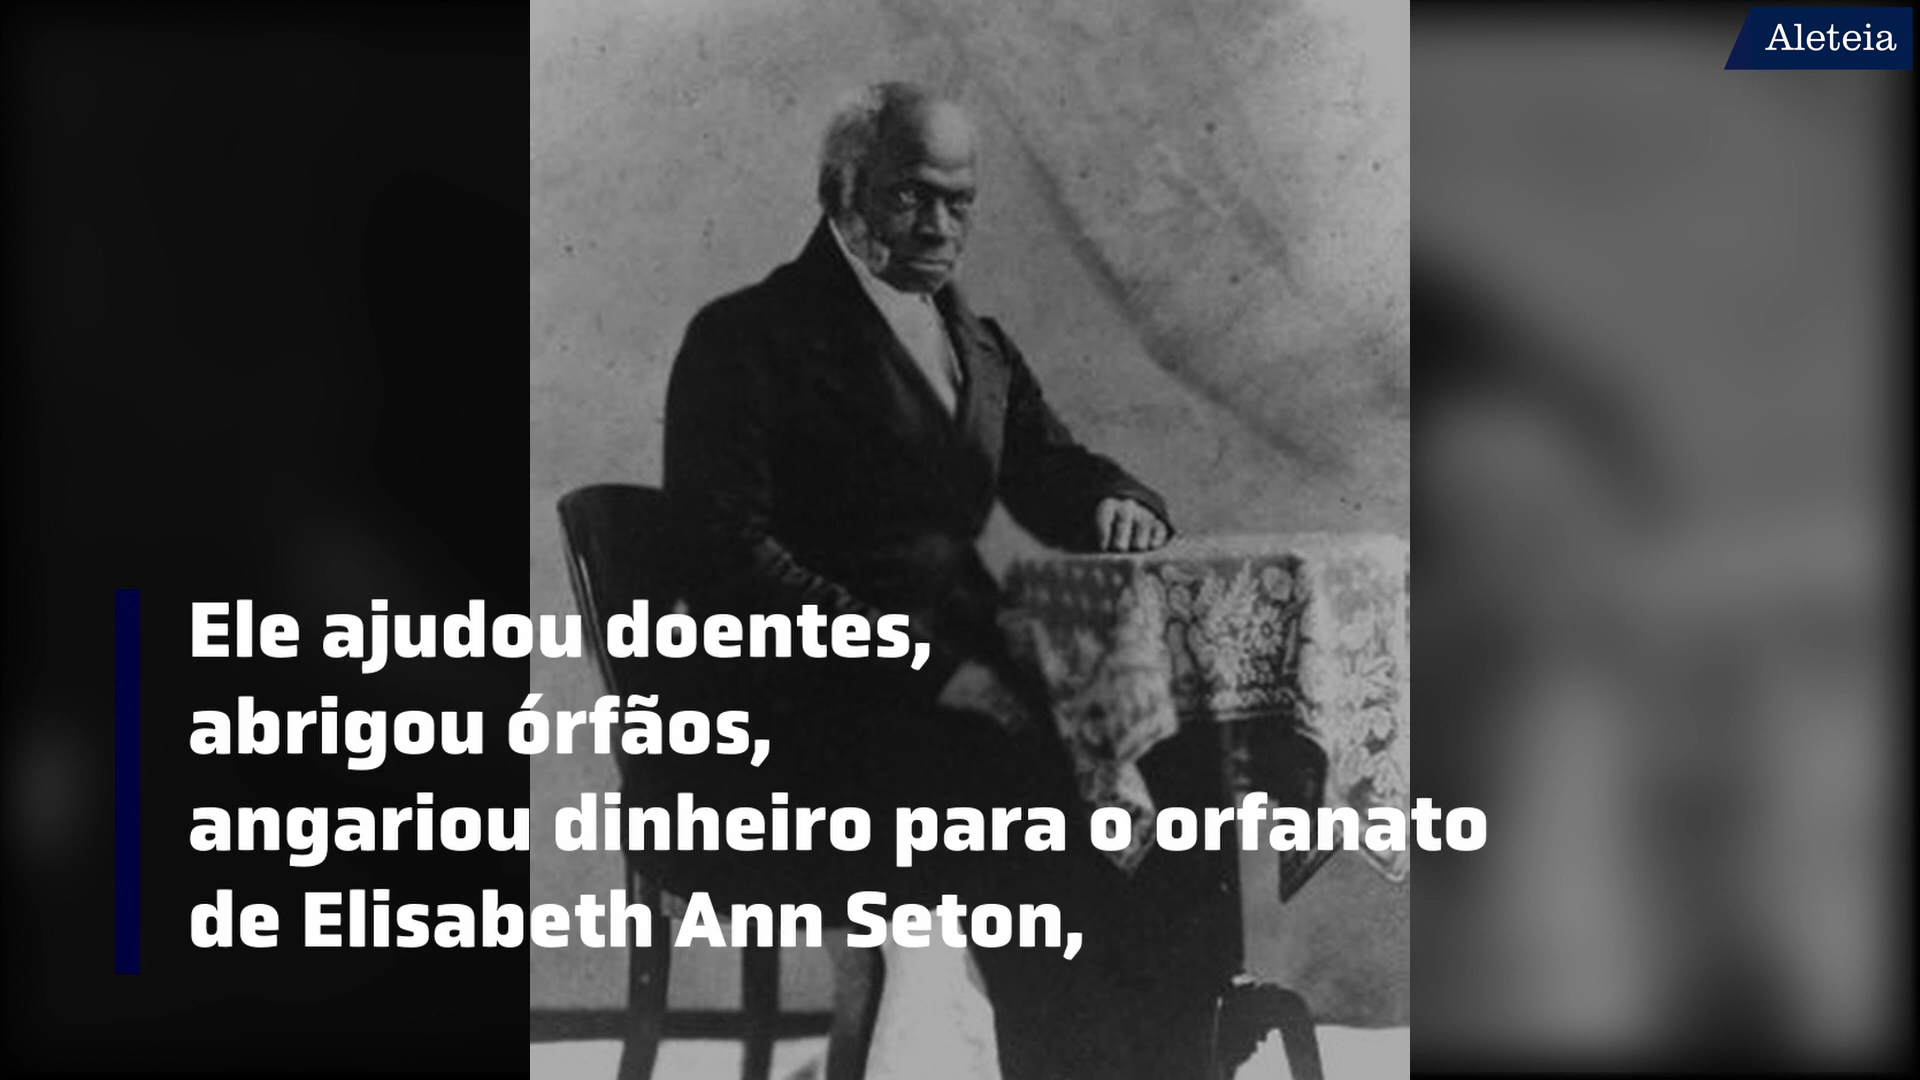 Aleteia
Ele ajudou doentes,
abrigou órfãos,
angariou dinheiro para o orfanato
de Elisabeth Ann Seton,